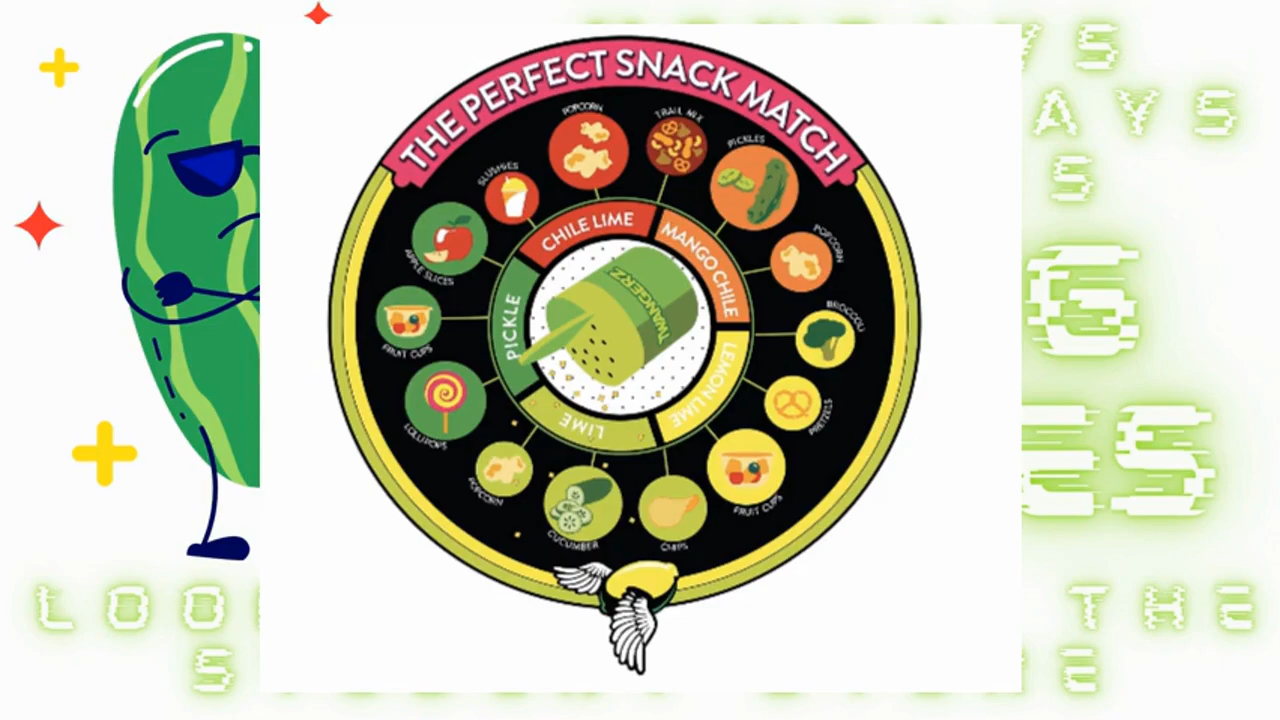 THE PERFECT SNACK MATCH
POPCORN
TRAIL MIX
PICKLES
POPCORN
BROCCOLI
PRETZELS
FRUIT CUPS
CHIPS
CUCUMBER
POPCORN
LOLLIPOPS
FRUIT CUPS
APPLE SLICES
SLUSHIES
CHILE LIME
MANGO CHILE
LEMON LIME
LIME
PICKLE
TWANGERZ